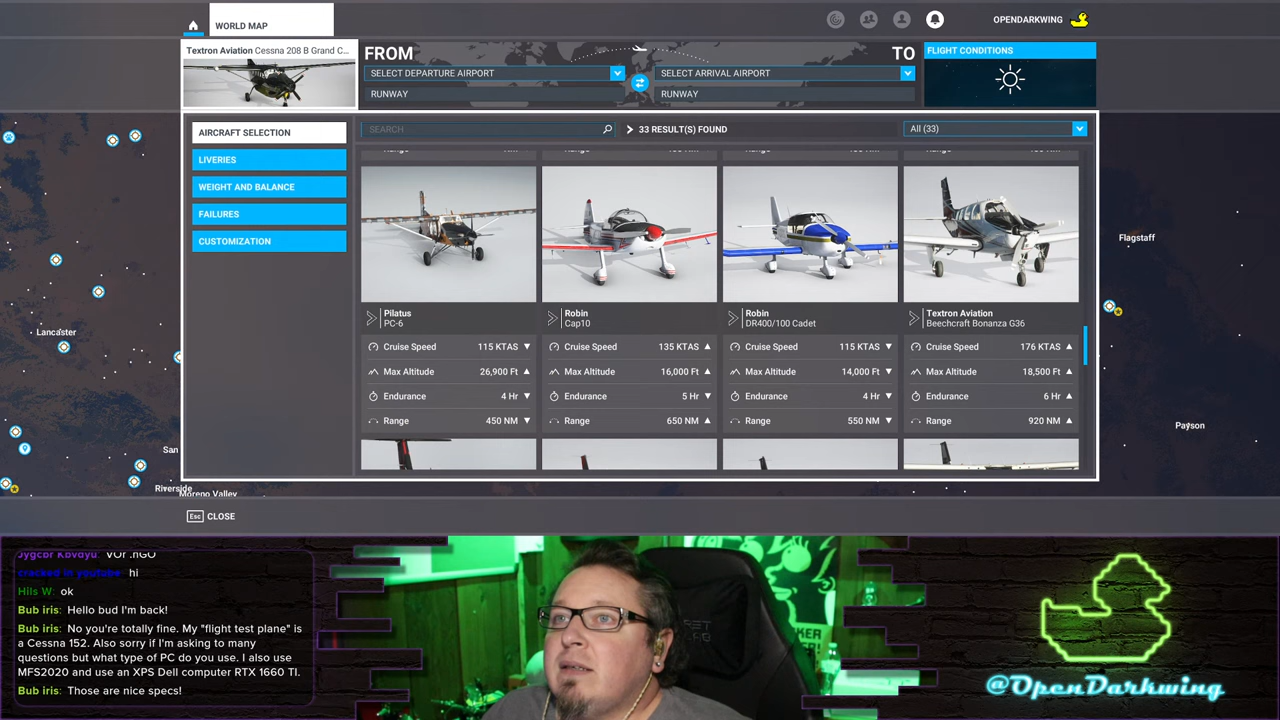 WORLD MAP
OPENDARKWING
Textron Aviation Cessna 208 B Grand C...
FROM
TO
SELECT DEPARTURE AIRPORT
SELECT ARRIVAL AIRPORT
RUNWAY
RUNWAY
FLIGHT CONDITIONS
AIRCRAFT SELECTION
LIVERIES
WEIGHT AND BALANCE
FAILURES
CUSTOMIZATION
SEARCH
33 RESULT(S) FOUND
All (33)
Pilatus
PC-6
Cruise Speed 115 KTAS
Max Altitude 26,900 Ft
Endurance 4 Hr
Range 450 NM
Robin
Cap10
Cruise Speed 135 KTAS
Max Altitude 16,000 Ft
Endurance 5 Hr
Range 650 NM
Robin
DR400/100 Cadet
Cruise Speed 115 KTAS
Max Altitude 14,000 Ft
Endurance 4 Hr
Range 550 NM
Textron Aviation
Beechcraft Bonanza G36
Cruise Speed 176 KTAS
Max Altitude 18,500 Ft
Endurance 6 Hr
Range 920 NM
Lancaster
San
Riverside
Moreno Valley
Flagstaff
Payson
Esc CLOSE
cracked in youtube: hi
Hils W: ok
Bub iris: Hello bud I'm back!
Bub iris: No you're totally fine. My "flight test plane" is
a Cessna 152. Also sorry if I'm asking to many
questions but what type of PC do you use. I also use
MFS2020 and use an XPS Dell computer RTX 1660 TI.
Bub iris: Those are nice specs!
@OpenDarkwing